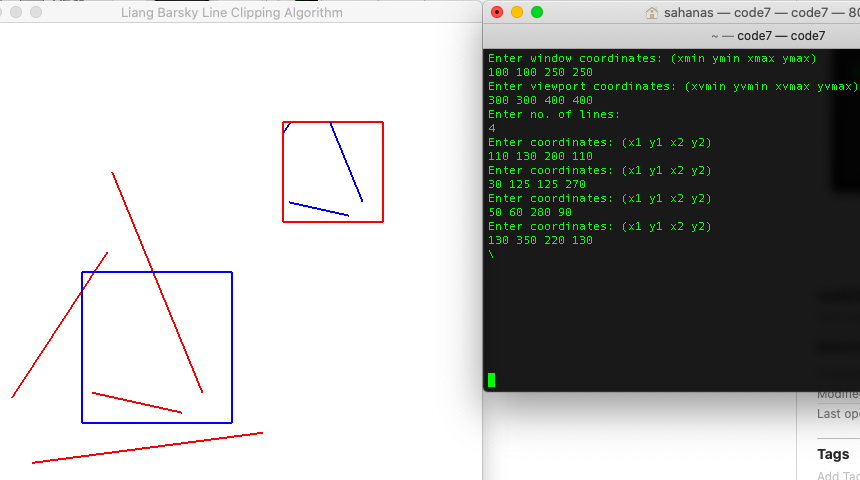 Liang Barsky Line Clipping Algorithm
sahanas — code7 — code7 — 80
~ — code7 — code7
Enter window coordinates: (xmin ymin xmax ymax)
100 100 250 250
Enter viewport coordinates: (xvmin yvmin xvmax yvmax)
300 300 400 400
Enter no. of lines:
4
Enter coordinates: (x1 y1 x2 y2)
110 130 200 110
Enter coordinates: (x1 y1 x2 y2)
30 125 125 270
Enter coordinates: (x1 y1 x2 y2)
50 60 280 90
Enter coordinates: (x1 y1 x2 y2)
130 350 220 130
\
Modifie
Last ope
Tags
Add Tag